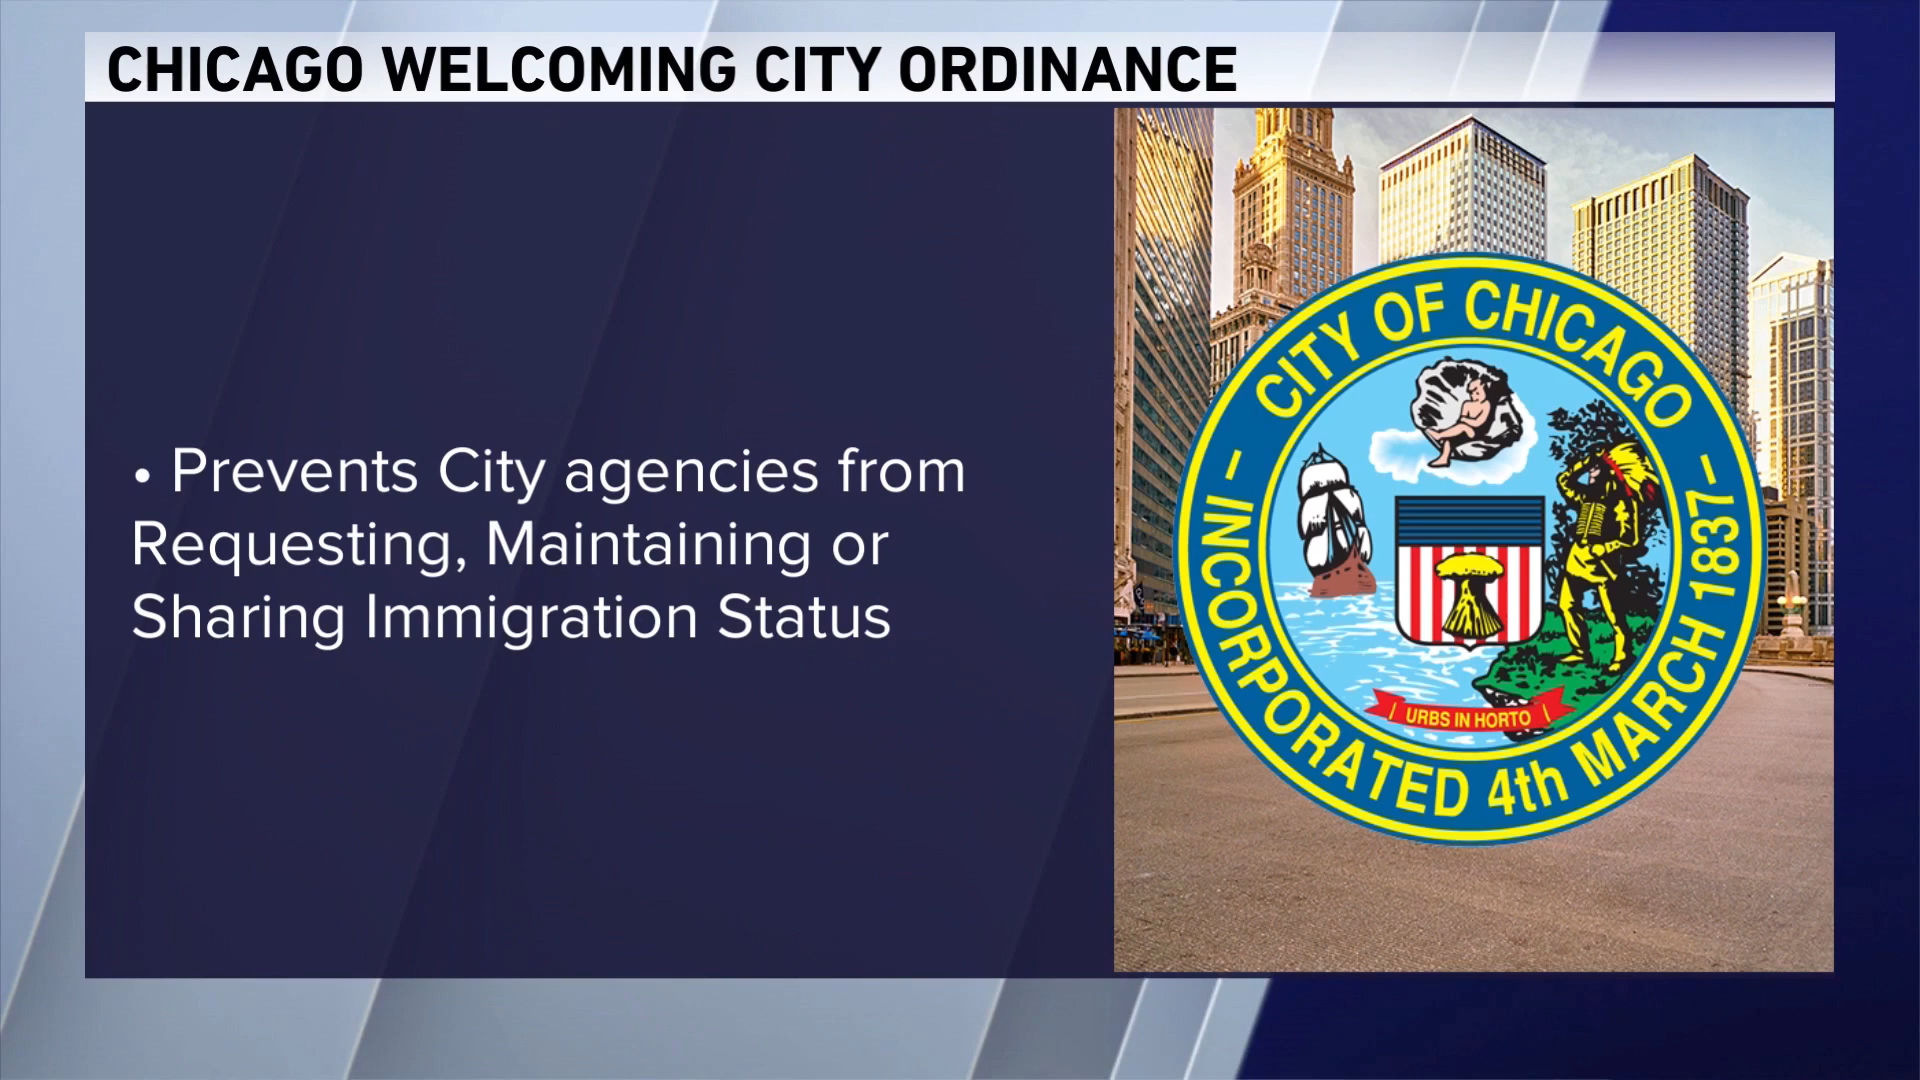 CHICAGO WELCOMING CITY ORDINANCE
• Prevents City agencies from
Requesting, Maintaining or
Sharing Immigration Status
CITY OF CHICAGO
- INCORPORATED 4th MARCH 1837 -
URBS IN HORTO